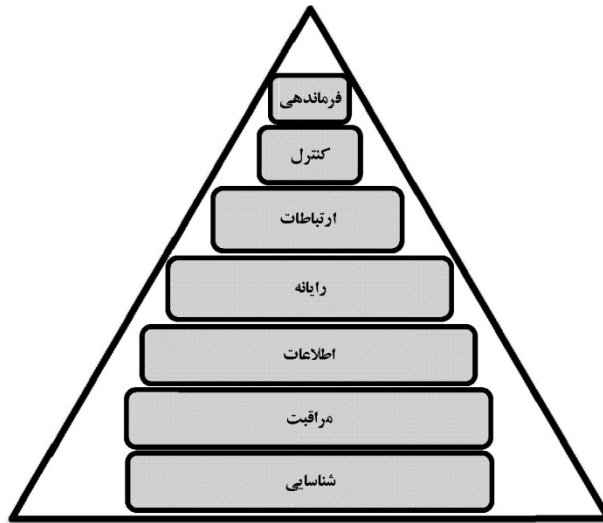 فرماندهی
کنترل
ارتباطات
رایانه
اطلاعات
مراقبت
شناسایی